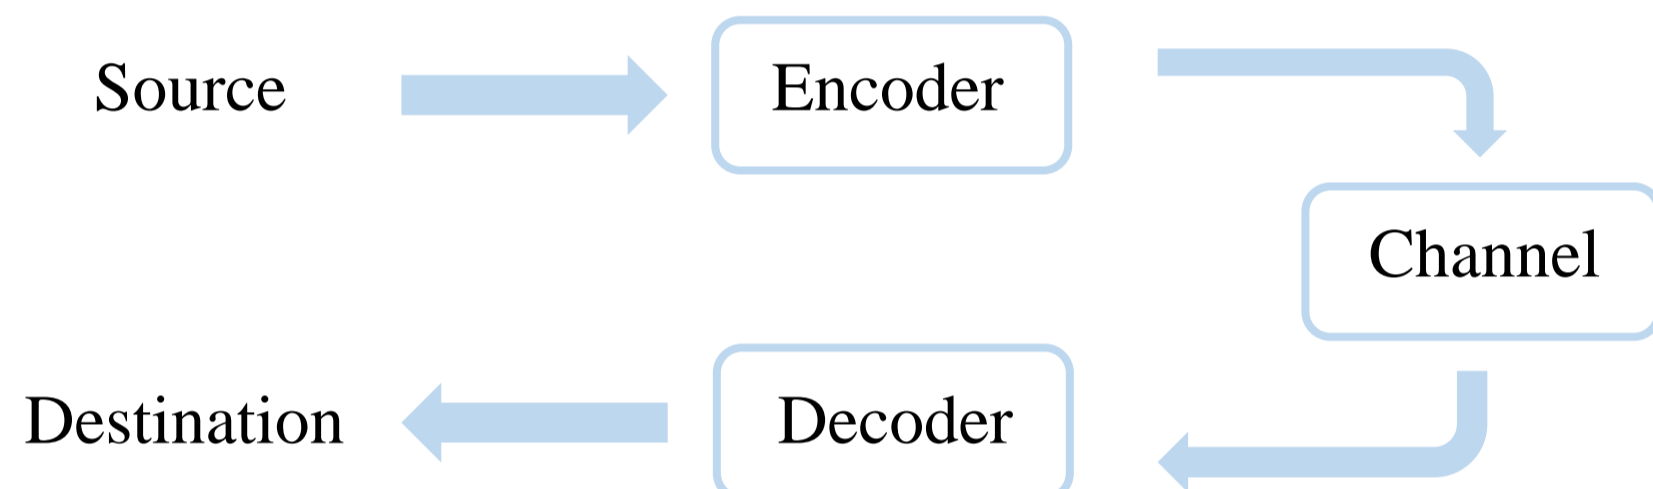 Source
Encoder
Channel
Decoder
Destination